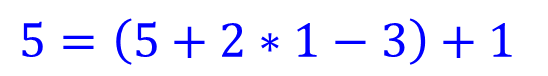 5 = (5 + 2 ∗ 1 − 3) + 1